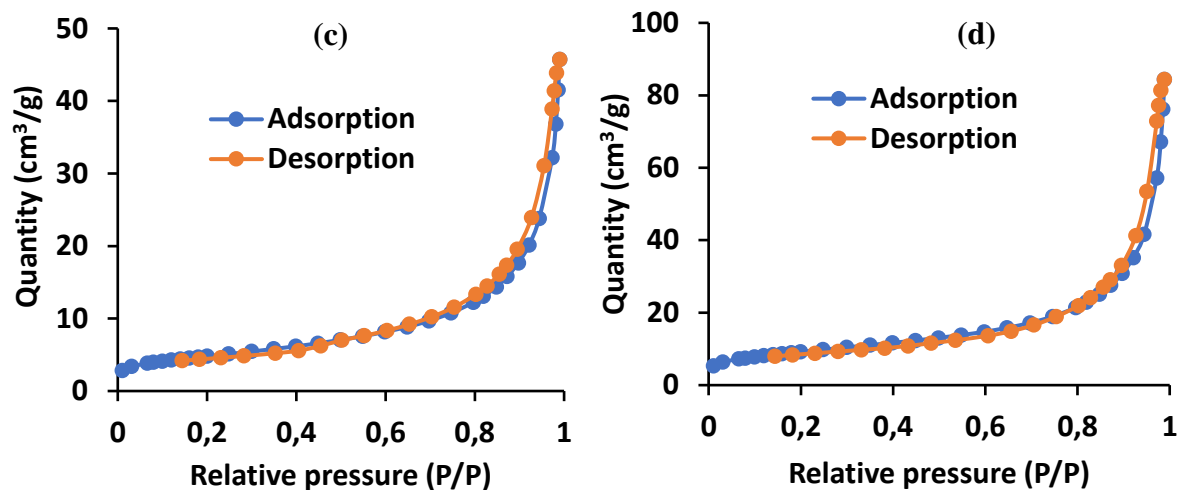 (c)
Quantity (cm³/g)
50
40
30
20
10
0
Adsorption
Desorption
0 0,2 0,4 0,6 0,8 1
Relative pressure (P/P)
(d)
Quantity (cm³/g)
100
80
60
40
20
0
Adsorption
Desorption
0 0,2 0,4 0,6 0,8 1
Relative pressure (P/P)